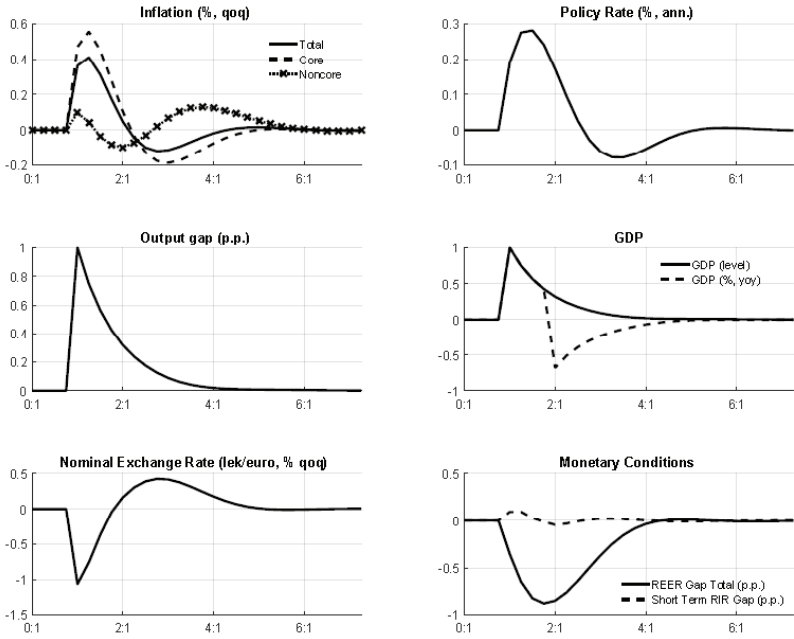 Inflation (%, qoq)
0.6
0.4
0.2
0
-0.2
0:1 2:1 4:1 6:1
Total
Core
Noncore
Policy Rate (%, ann.)
0.3
0.2
0.1
0
-0.1
0:1 2:1 4:1 6:1
Output gap (p.p.)
1
0.8
0.6
0.4
0.2
0
0:1 2:1 4:1 6:1
GDP
1
0.5
0
-0.5
-1
0:1 2:1 4:1 6:1
GDP (level)
GDP (%, yoy)
Nominal Exchange Rate (lek/euro, % qoq)
0.5
0
-0.5
-1
-1.5
0:1 2:1 4:1 6:1
Monetary Conditions
0.5
0
-0.5
-1
0:1 2:1 4:1 6:1
REER Gap Total (p.p.)
Short Term RIR Gap (p.p.)